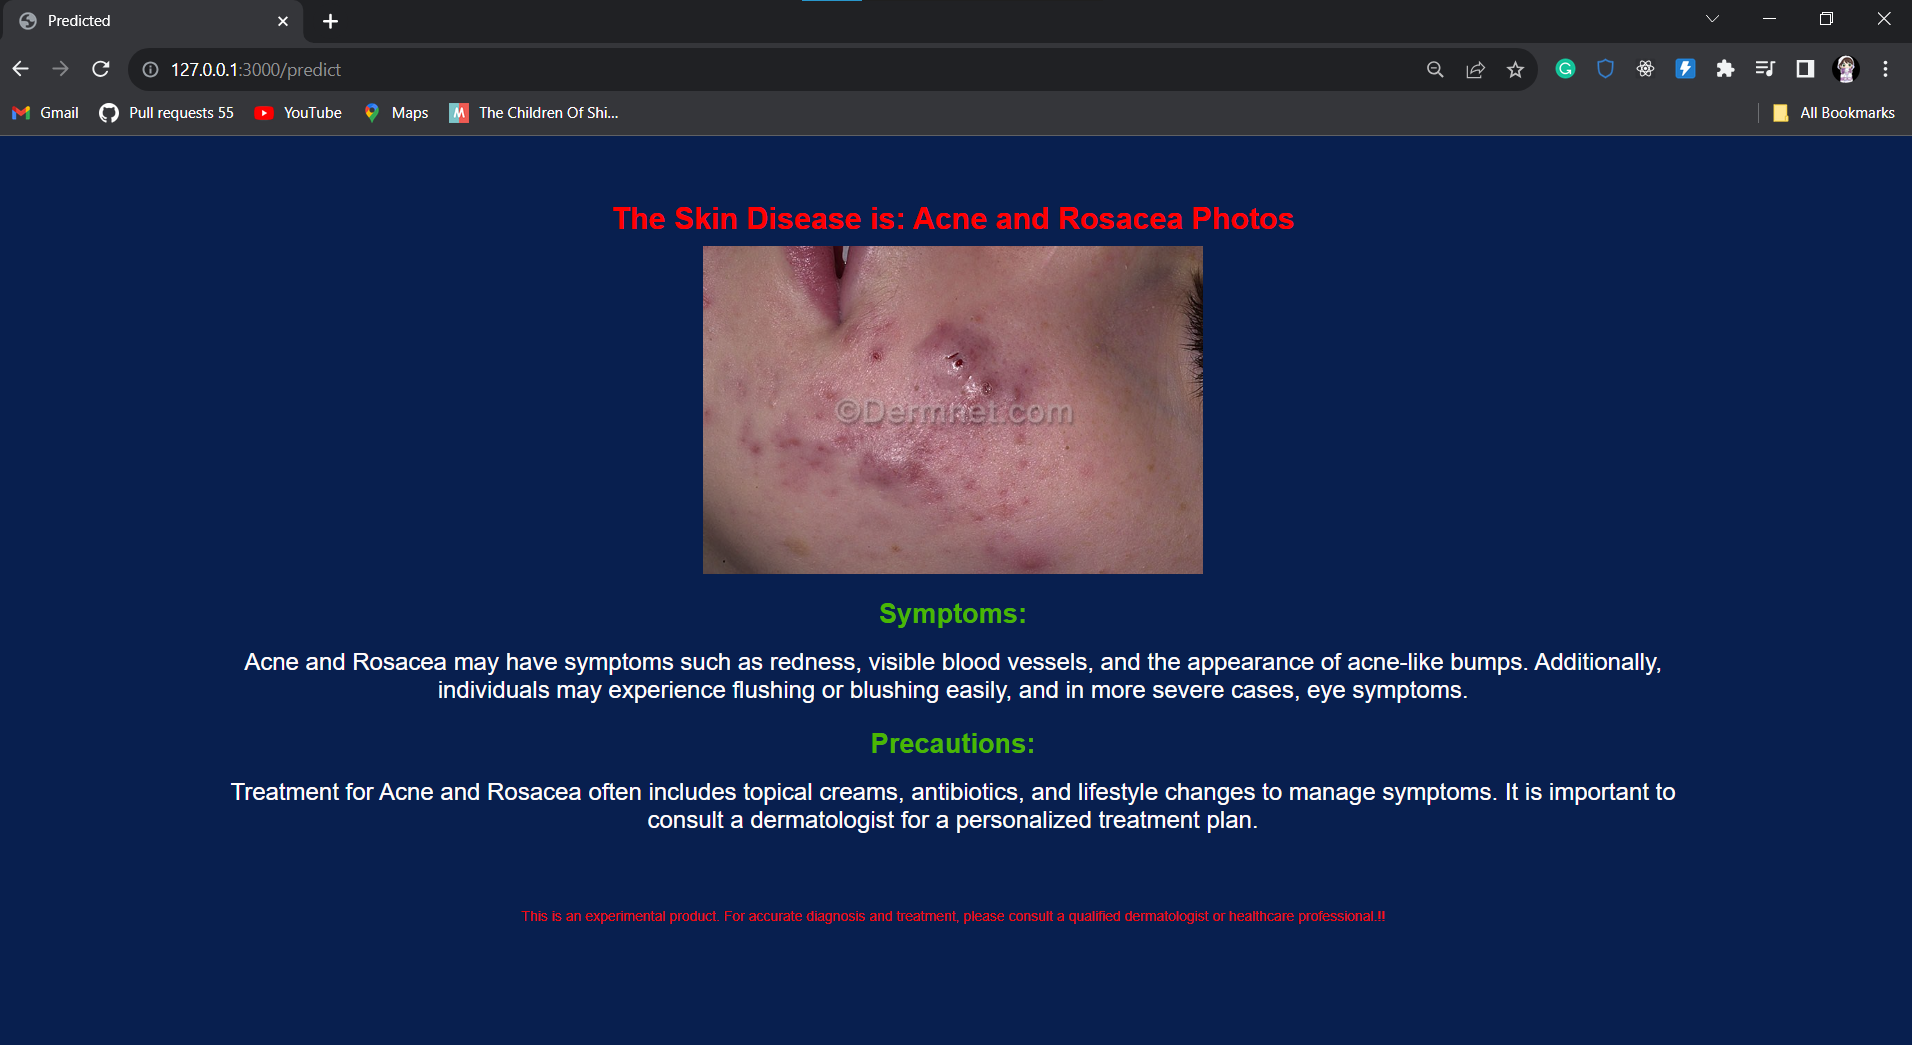 Predicted
127.0.0.1:3000/predict
Gmail
Pull requests 55
YouTube
Maps
The Children Of Shi...
All Bookmarks
The Skin Disease is: Acne and Rosacea Photos
©Dermnet.com
Symptoms:
Acne and Rosacea may have symptoms such as redness, visible blood vessels, and the appearance of acne-like bumps. Additionally,
individuals may experience flushing or blushing easily, and in more severe cases, eye symptoms.
Precautions:
Treatment for Acne and Rosacea often includes topical creams, antibiotics, and lifestyle changes to manage symptoms. It is important to
consult a dermatologist for a personalized treatment plan.
This is an experimental product. For accurate diagnosis and treatment, please consult a qualified dermatologist or healthcare professional.!!